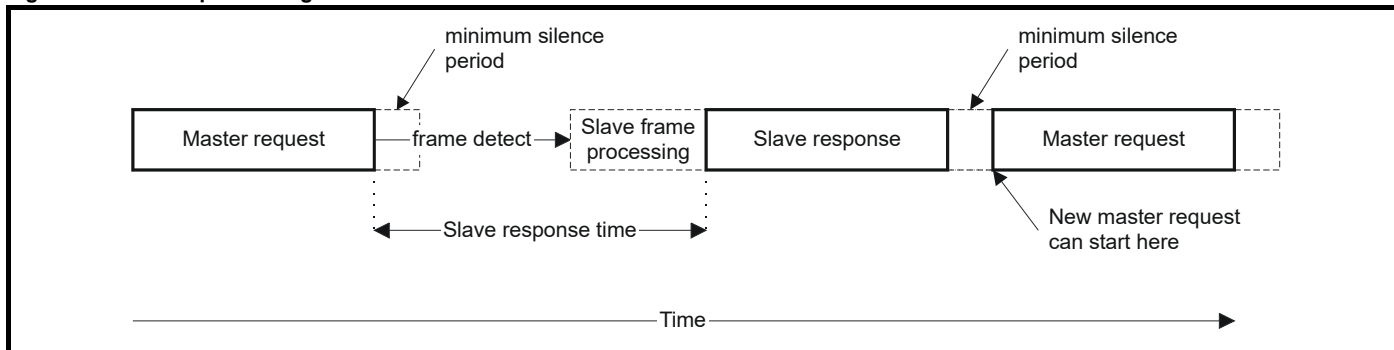 minimum silence
period
minimum silence
period
Master request
frame detect
Slave frame
processing
Slave response
Master request
Slave response time
New master request
can start here
Time